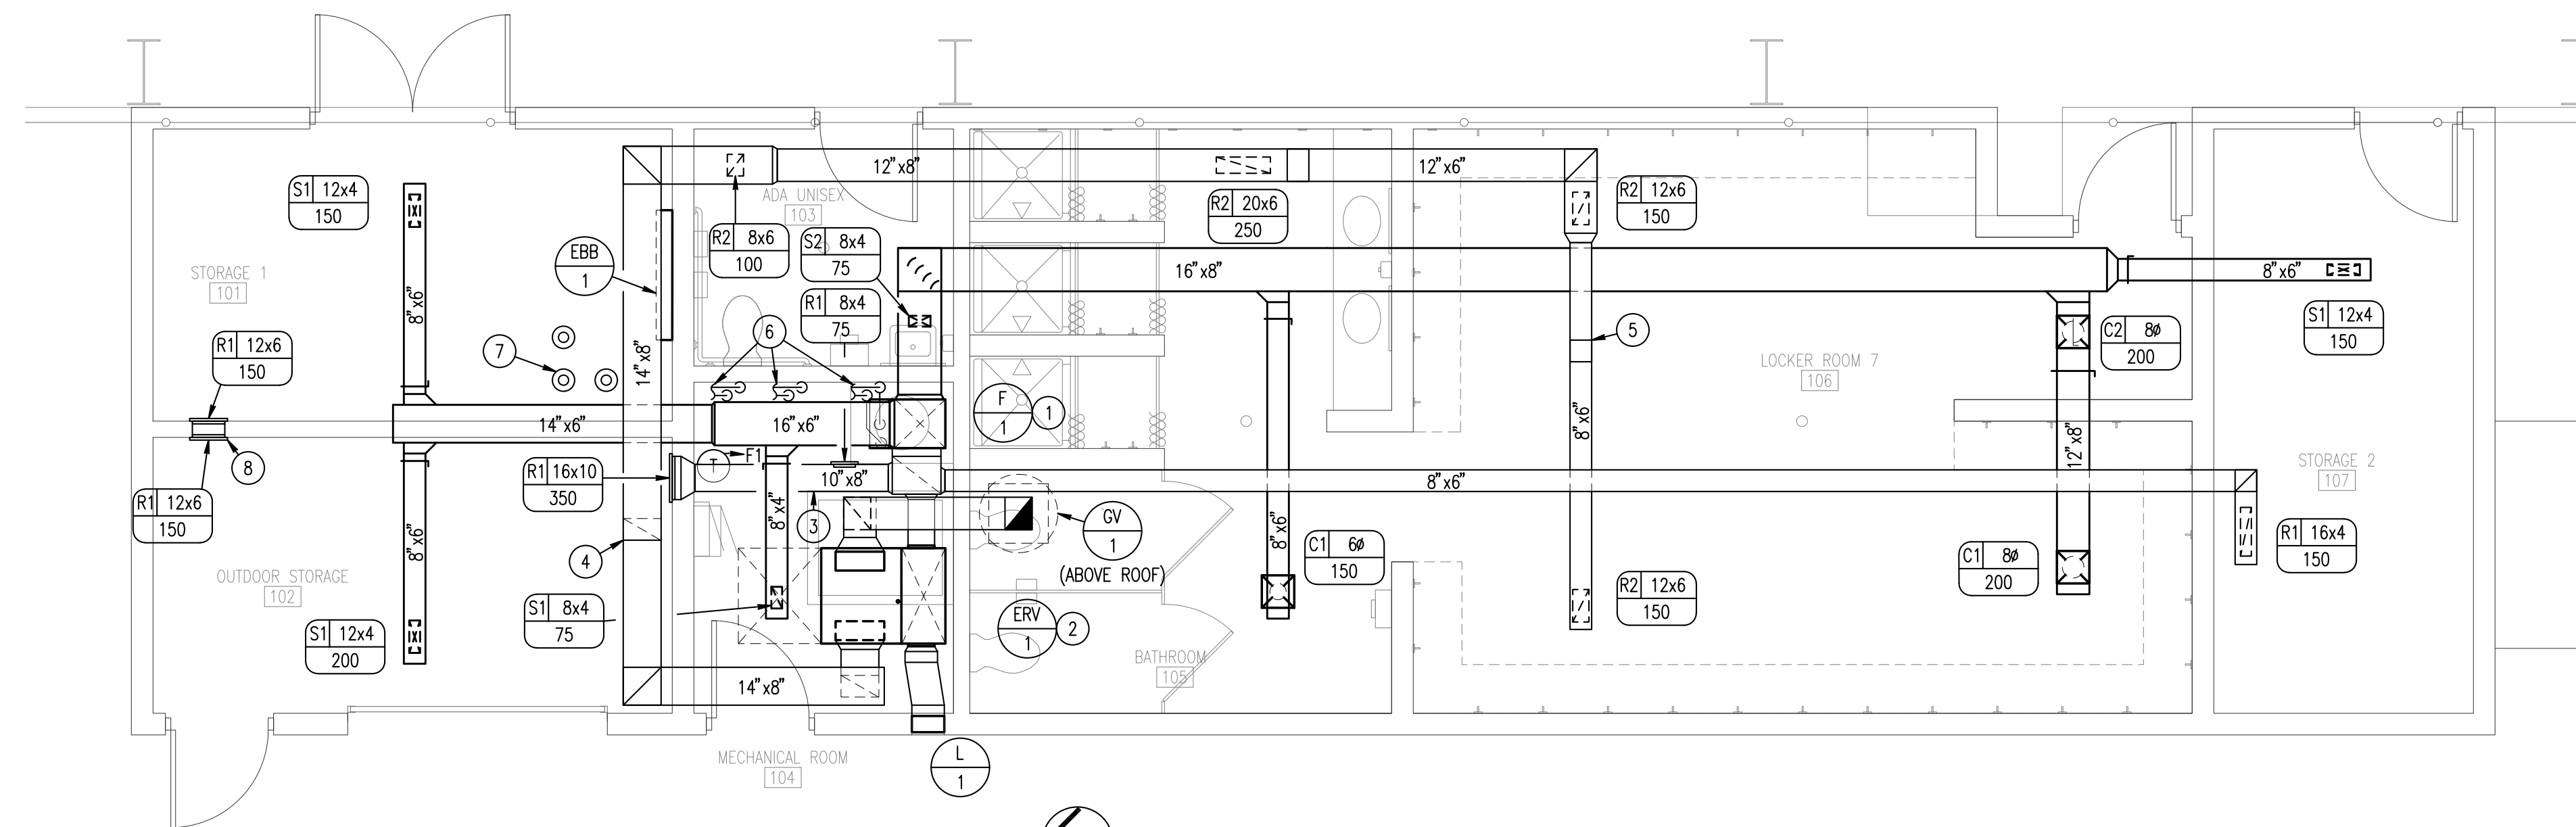 12"x8"
12"x6"
S1 12x4
150
ADA UNISEX
103
R2 20x6
250
R2 12x6
150
R2 8x6
100
S2 8x4
75
EBB
1
STORAGE 1
101
16"x8"
8"x6"
8"x6"
R1 8x4
75
S1 12x4
150
6
5
C2 8ø
200
R1 12x6
150
7
14"x8"
LOCKER ROOM 7
106
F
1
1
14"x6"
16"x6"
8"x6"
12"x8"
8
T
F1
R1 16x10
350
10"x8"
8"x6"
STORAGE 2
107
R1 12x6
150
8"x4"
3
GV
1
(ABOVE ROOF)
8"x6"
R1 16x4
150
8"x6"
4
C1 6ø
150
C1 8ø
200
OUTDOOR STORAGE
102
S1 8x4
75
ERV
1
2
R2 12x6
150
S1 12x4
200
BATHROOM
105
14"x8"
MECHANICAL ROOM
104
L
1